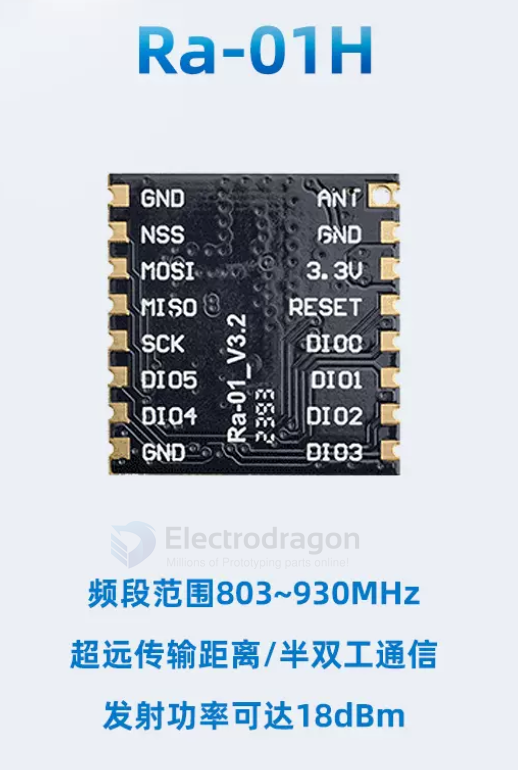 Ra-01H
GND ANT
NSS GND
MOSI 3.3V
MISO RESET
SCK DIO0
DIO5 DIO1
DIO4 DIO2
GND DIO3
Ra-01_V3.2
2393
Electrodragon
Millions of Prototyping parts online!
频段范围803~930MHz
超远传输距离/半双工通信
发射功率可达18dBm